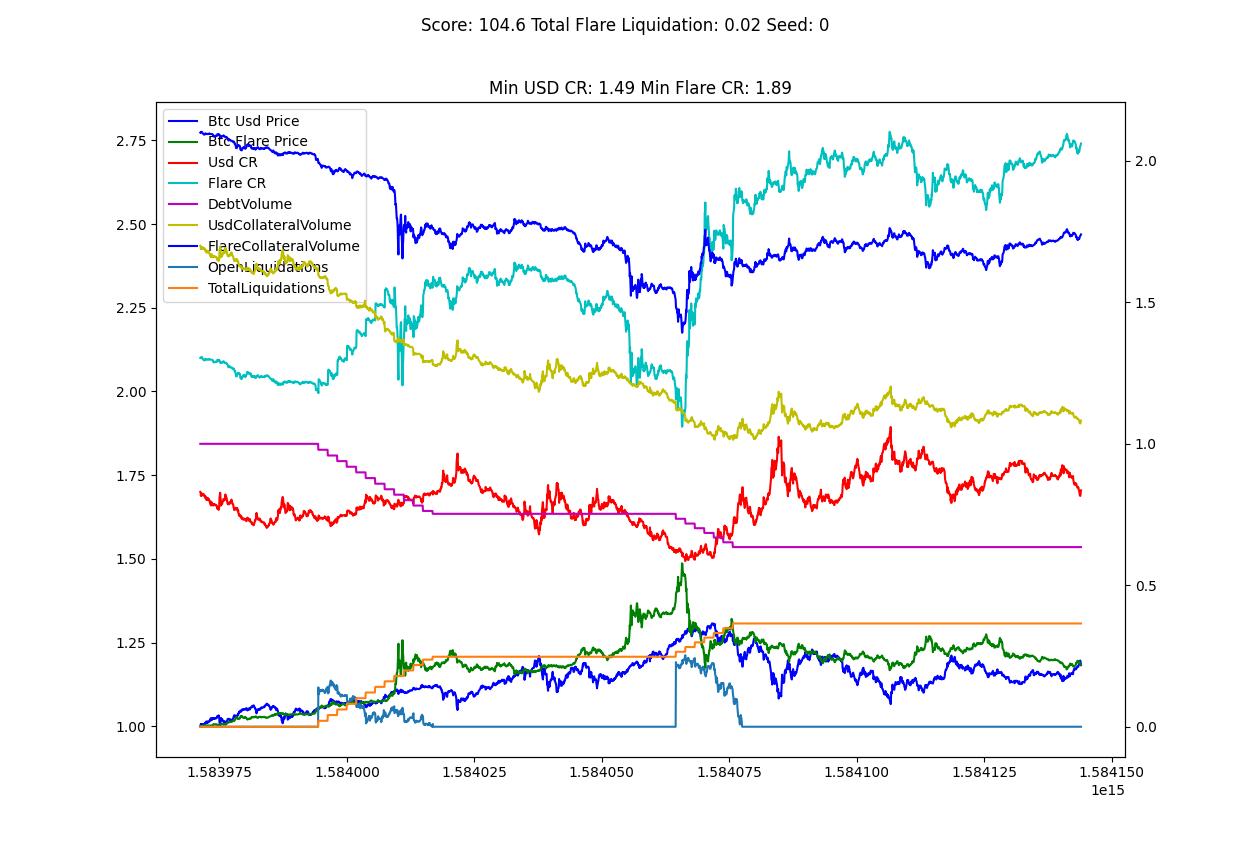 Score: 104.6 Total Flare Liquidation: 0.02 Seed: 0
Min USD CR: 1.49 Min Flare CR: 1.89
Btc Usd Price
Btc Flare Price
Usd CR
Flare CR
DebtVolume
UsdCollateralVolume
FlareCollateralVolume
OpenLiquidations
TotalLiquidations
2.75
2.50
2.25
2.00
1.75
1.50
1.25
1.00
2.0
1.5
1.0
0.5
0.0
1.583975 1.584000 1.584025 1.584050 1.584075 1.584100 1.584125 1.584150
1e15